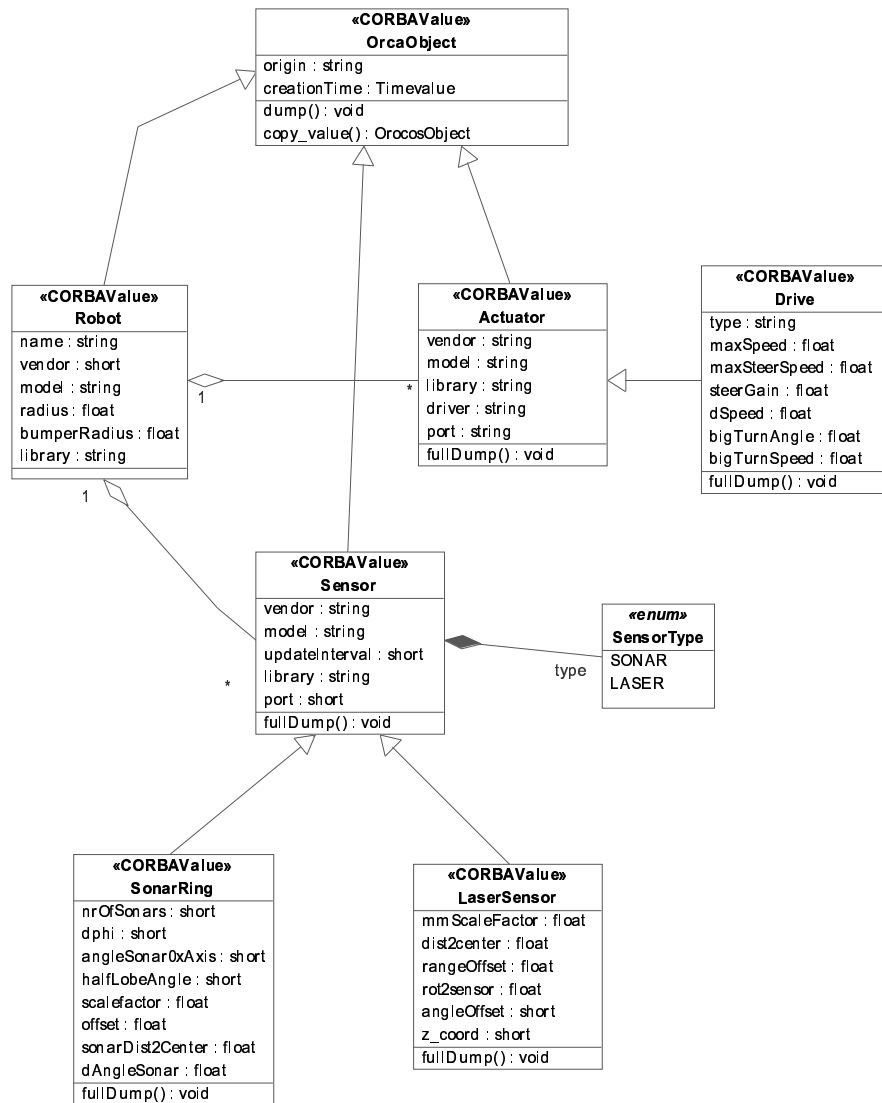 «CORBAValue»
OrcaObject
origin : string
creationTime : Timevalue
dump() : void
copy_value() : OrocosObject
«CORBAValue»
Robot
name : string
vendor : short
model : string
radius : float
bumperRadius : float
library : string
1
*
1
«CORBAValue»
Actuator
vendor : string
model : string
library : string
driver : string
port : string
fullDump() : void
«CORBAValue»
Drive
type : string
maxSpeed : float
maxSteerSpeed : float
steerGain : float
dSpeed : float
bigTurnAngle : float
bigTurnSpeed : float
fullDump() : void
«CORBAValue»
Sensor
vendor : string
model : string
updateInterval : short
library : string
port : short
fullDump() : void
*
type
«enum»
SensorType
SONAR
LASER
«CORBAValue»
SonarRing
nrOfSonars : short
dphi : short
angleSonar0xAxis : short
halfLobeAngle : short
scalefactor : float
offset : float
sonarDist2Center : float
dAngleSonar : float
fullDump() : void
«CORBAValue»
LaserSensor
mmScaleFactor : float
dist2center : float
rangeOffset : float
rot2sensor : float
angleOffset : short
z_coord : short
fullDump() : void